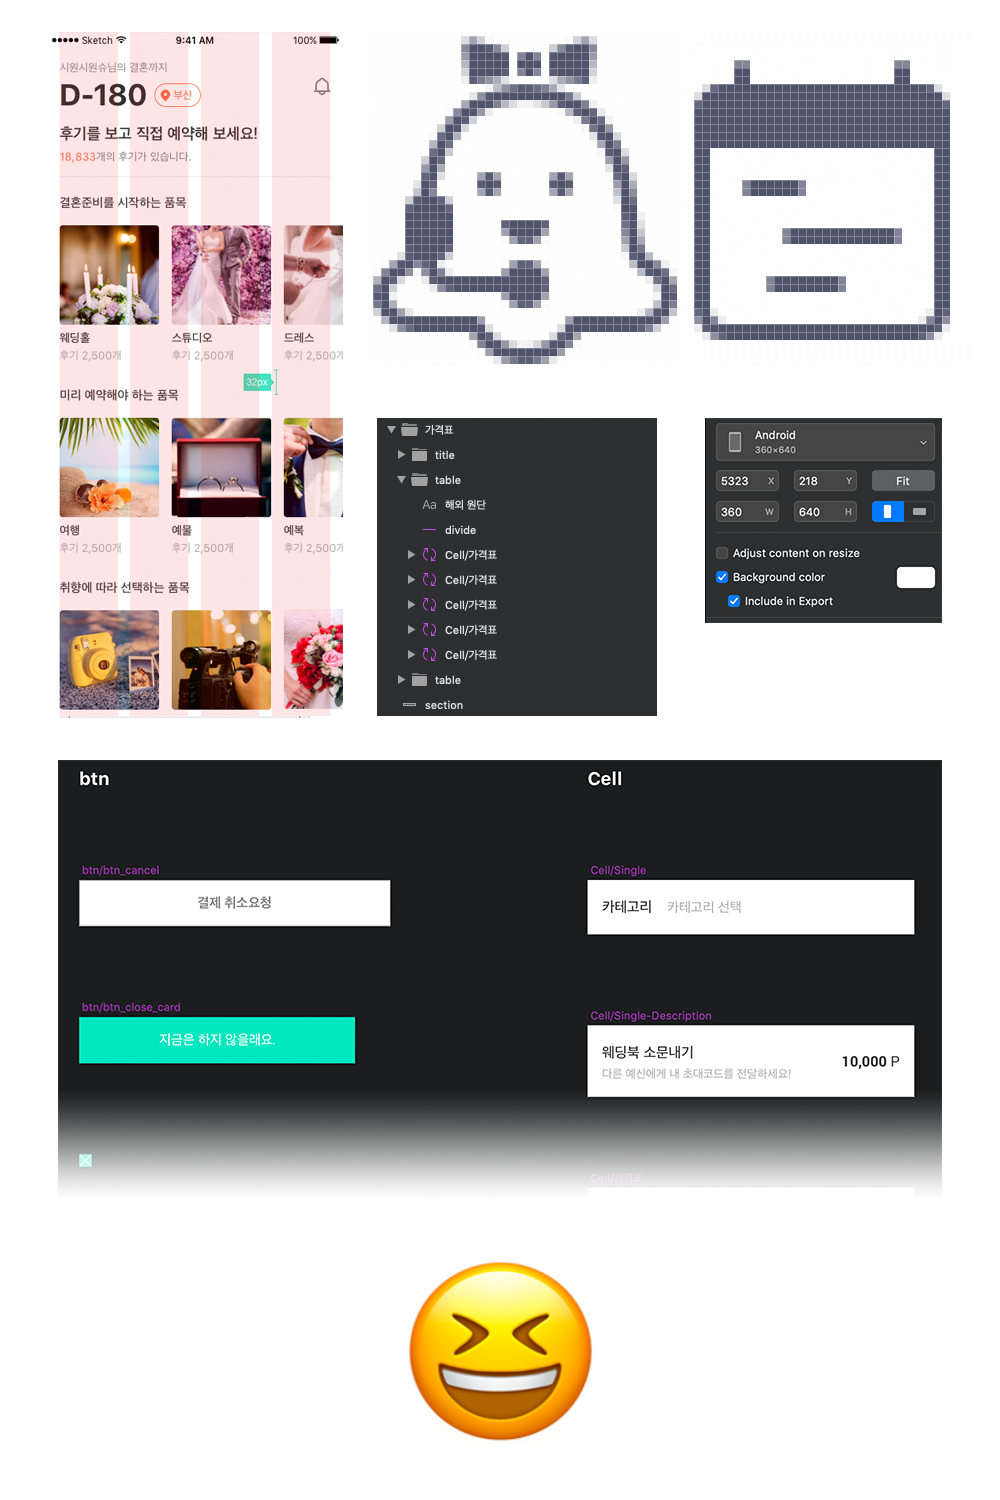 Sketch 9:41 AM 100%
시원시원슈님의 결혼까지
D-180 부산
후기를 보고 직접 예약해 보세요!
18,833개의 후기가 있습니다.
결혼준비를 시작하는 품목
웨딩홀 스튜디오 드레스
후기 2,500개 후기 2,500개 후기 2,500개
32px
미리 예약해야 하는 품목
여행 예물 예복
후기 2,500개 후기 2,500개 후기 2,500개
취향에 따라 선택하는 품목
가격표
title
table
Aa 해외 원단
divide
Cell/가격표
Cell/가격표
Cell/가격표
Cell/가격표
Cell/가격표
table
section
Android
360×640
5323 X 218 Y Fit
360 W 640 H
Adjust content on resize
Background color
Include in Export
btn
btn/btn_cancel
결제 취소요청
btn/btn_close_card
지금은 하지 않을래요.
Cell
Cell/Single
카테고리 카테고리 선택
Cell/Single-Description
웨딩북 소문내기
다른 예신에게 내 초대코드를 전달하세요!
10,000 P
Cell/가격표